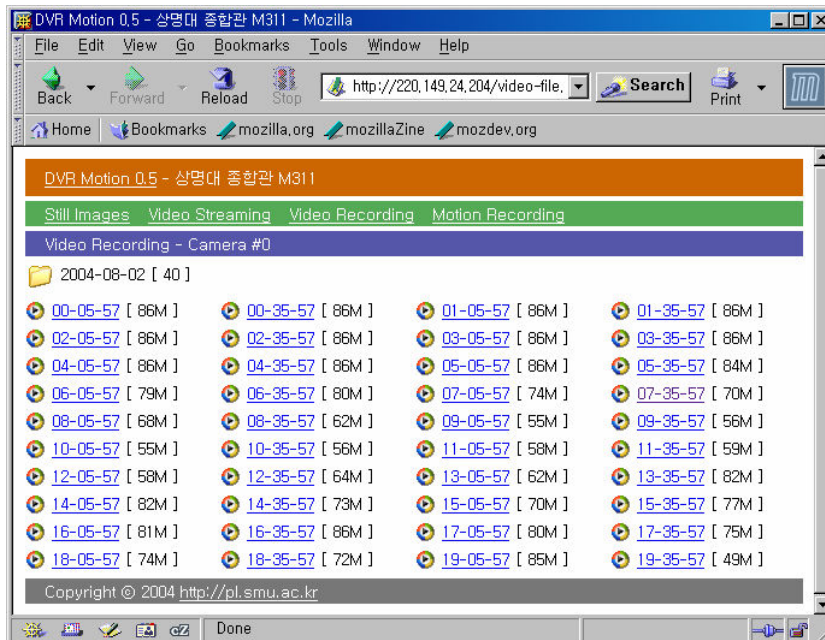 DVR Motion 0.5 - 상명대 종합관 M311 - Mozilla
File Edit View Go Bookmarks Tools Window Help
Back Forward Reload Stop http://220.149.24.204/video-file. Search Print
Home Bookmarks mozilla.org mozillaZine mozdev.org
DVR Motion 0.5 - 상명대 종합관 M311
Still Images Video Streaming Video Recording Motion Recording
Video Recording - Camera #0
2004-08-02 [ 40 ]
00-05-57 [ 86M ] 00-35-57 [ 86M ] 01-05-57 [ 86M ] 01-35-57 [ 86M ]
02-05-57 [ 86M ] 02-35-57 [ 86M ] 03-05-57 [ 86M ] 03-35-57 [ 86M ]
04-05-57 [ 86M ] 04-35-57 [ 86M ] 05-05-57 [ 86M ] 05-35-57 [ 84M ]
06-05-57 [ 79M ] 06-35-57 [ 80M ] 07-05-57 [ 74M ] 07-35-57 [ 70M ]
08-05-57 [ 68M ] 08-35-57 [ 62M ] 09-05-57 [ 55M ] 09-35-57 [ 56M ]
10-05-57 [ 55M ] 10-35-57 [ 56M ] 11-05-57 [ 58M ] 11-35-57 [ 59M ]
12-05-57 [ 58M ] 12-35-57 [ 64M ] 13-05-57 [ 62M ] 13-35-57 [ 82M ]
14-05-57 [ 82M ] 14-35-57 [ 73M ] 15-05-57 [ 70M ] 15-35-57 [ 77M ]
16-05-57 [ 81M ] 16-35-57 [ 86M ] 17-05-57 [ 80M ] 17-35-57 [ 75M ]
18-05-57 [ 74M ] 18-35-57 [ 72M ] 19-05-57 [ 85M ] 19-35-57 [ 49M ]
Copyright © 2004 http://pl.smu.ac.kr
Done